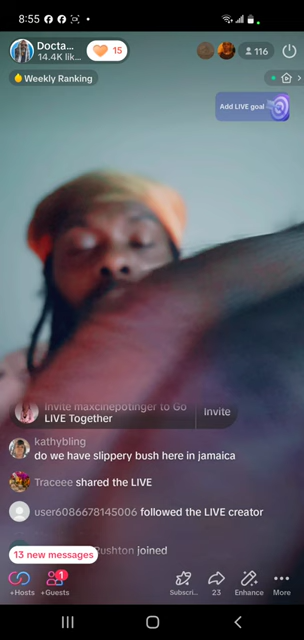 8:55
Docta...
14.4K lik...
15
116
Weekly Ranking
Add LIVE goal
Invite maxcinepotinger to Go
LIVE Together
Invite
kathybling
do we have slippery bush here in jamaica
Traceee shared the LIVE
user6086678145006 followed the LIVE creator
13 new messages
Rushton joined
1
+Hosts
+Guests
Subscri...
23
Enhance
More